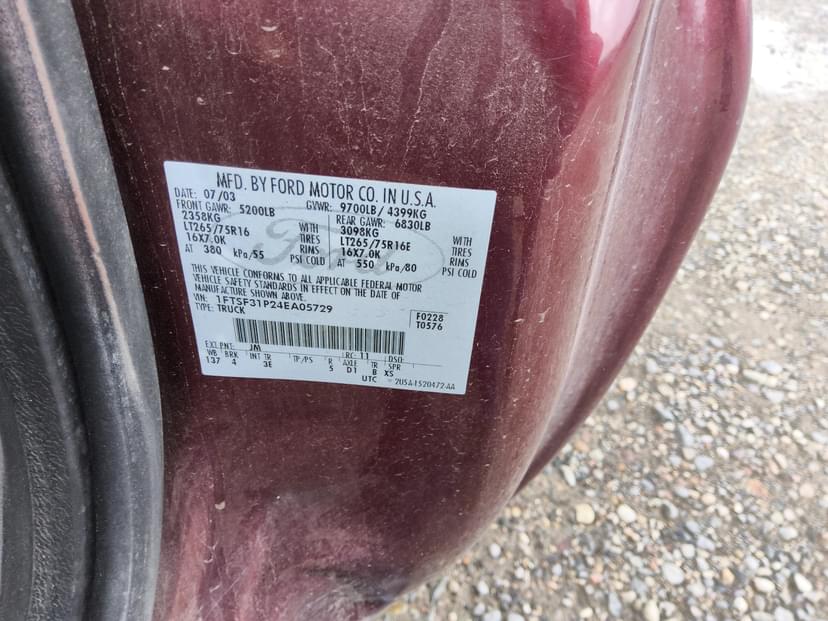 MFD. BY FORD MOTOR CO. IN U.S.A.
DATE: 07/03 GVWR: 9700LB/ 4399KG
FRONT GAWR: 5200LB REAR GAWR: 6830LB
2358KG WITH 3098KG WITH
LT265/75R16 TIRES LT265/75R16E TIRES
16X7.0K RIMS 16X7.0K RIMS
AT 380 kPa/55 PSI COLD AT 550 kPa/80 PSI COLD
THIS VEHICLE CONFORMS TO ALL APPLICABLE FEDERAL MOTOR
VEHICLE SAFETY STANDARDS IN EFFECT ON THE DATE OF
MANUFACTURE SHOWN ABOVE.
VIN: 1FTSF31P24EA05729 F0228
TYPE: TRUCK T0576
EXT.PNT: JM RC: 11 DSO:
WB BRK INT TR TP/PS R AXLE TR SPR
137 4 3E 5 D1 B XS
UTC
Ford